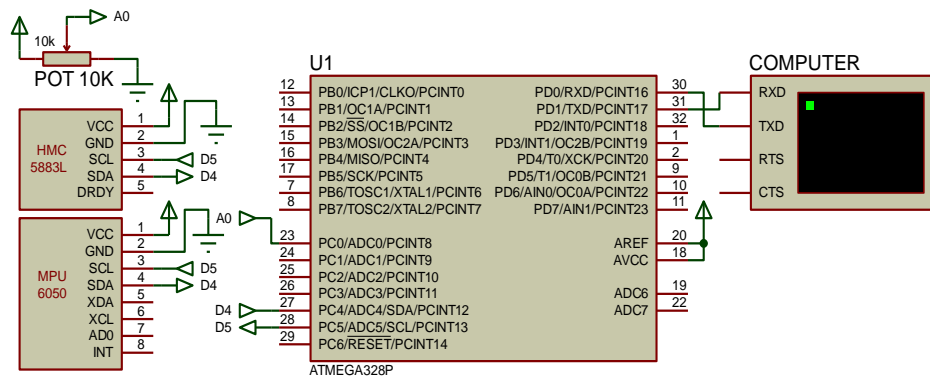 A0
10k
POT 10K
HMC
5883L
VCC 1
GND 2
SCL 3 D5
SDA 4 D4
DRDY 5
MPU
6050
VCC 1
GND 2
SCL 3 D5
SDA 4 D4
XDA 5
XCL 6
AD0 7
INT 8
U1
12 PB0/ICP1/CLKO/PCINT0
13 PB1/OC1A/PCINT1
14 PB2/SS/OC1B/PCINT2
15 PB3/MOSI/OC2A/PCINT3
16 PB4/MISO/PCINT4
17 PB5/SCK/PCINT5
7 PB6/TOSC1/XTAL1/PCINT6
8 PB7/TOSC2/XTAL2/PCINT7
A0 23 PC0/ADC0/PCINT8
24 PC1/ADC1/PCINT9
25 PC2/ADC2/PCINT10
26 PC3/ADC3/PCINT11
D4 27 PC4/ADC4/SDA/PCINT12
D5 28 PC5/ADC5/SCL/PCINT13
29 PC6/RESET/PCINT14
PD0/RXD/PCINT16 30
PD1/TXD/PCINT17 31
PD2/INT0/PCINT18 32
PD3/INT1/OC2B/PCINT19 1
PD4/T0/XCK/PCINT20 2
PD5/T1/OC0B/PCINT21 9
PD6/AIN0/OC0A/PCINT22 10
PD7/AIN1/PCINT23 11
AREF 20
AVCC 18
ADC6 19
ADC7 22
ATMEGA328P
COMPUTER
RXD
TXD
RTS
CTS